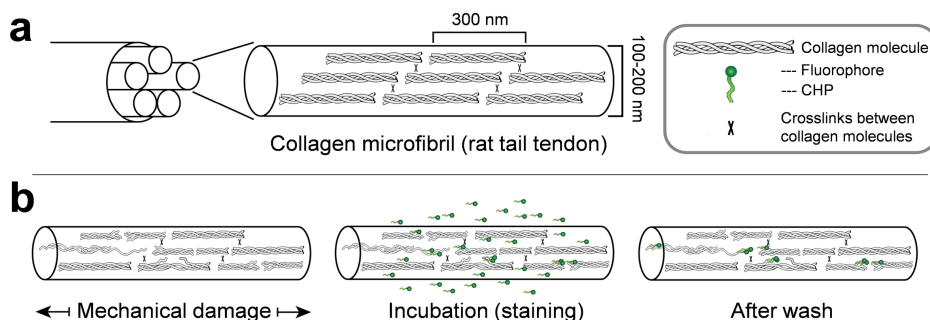 a
300 nm
100-200 nm
Collagen microfibril (rat tail tendon)
Collagen molecule
--- Fluorophore
--- CHP
Crosslinks between
collagen molecules
b
Mechanical damage
Incubation (staining)
After wash